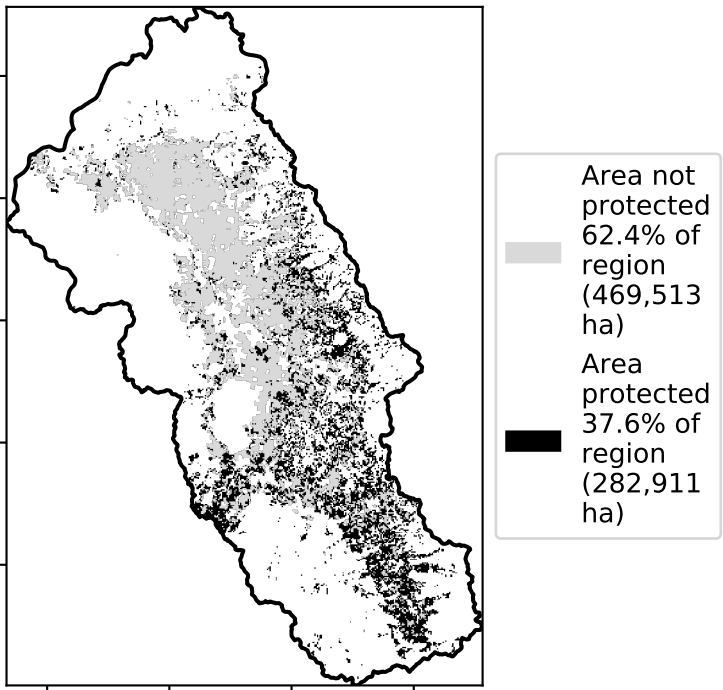 Area not
protected
62.4% of
region
(469,513
ha)
Area
protected
37.6% of
region
(282,911
ha)